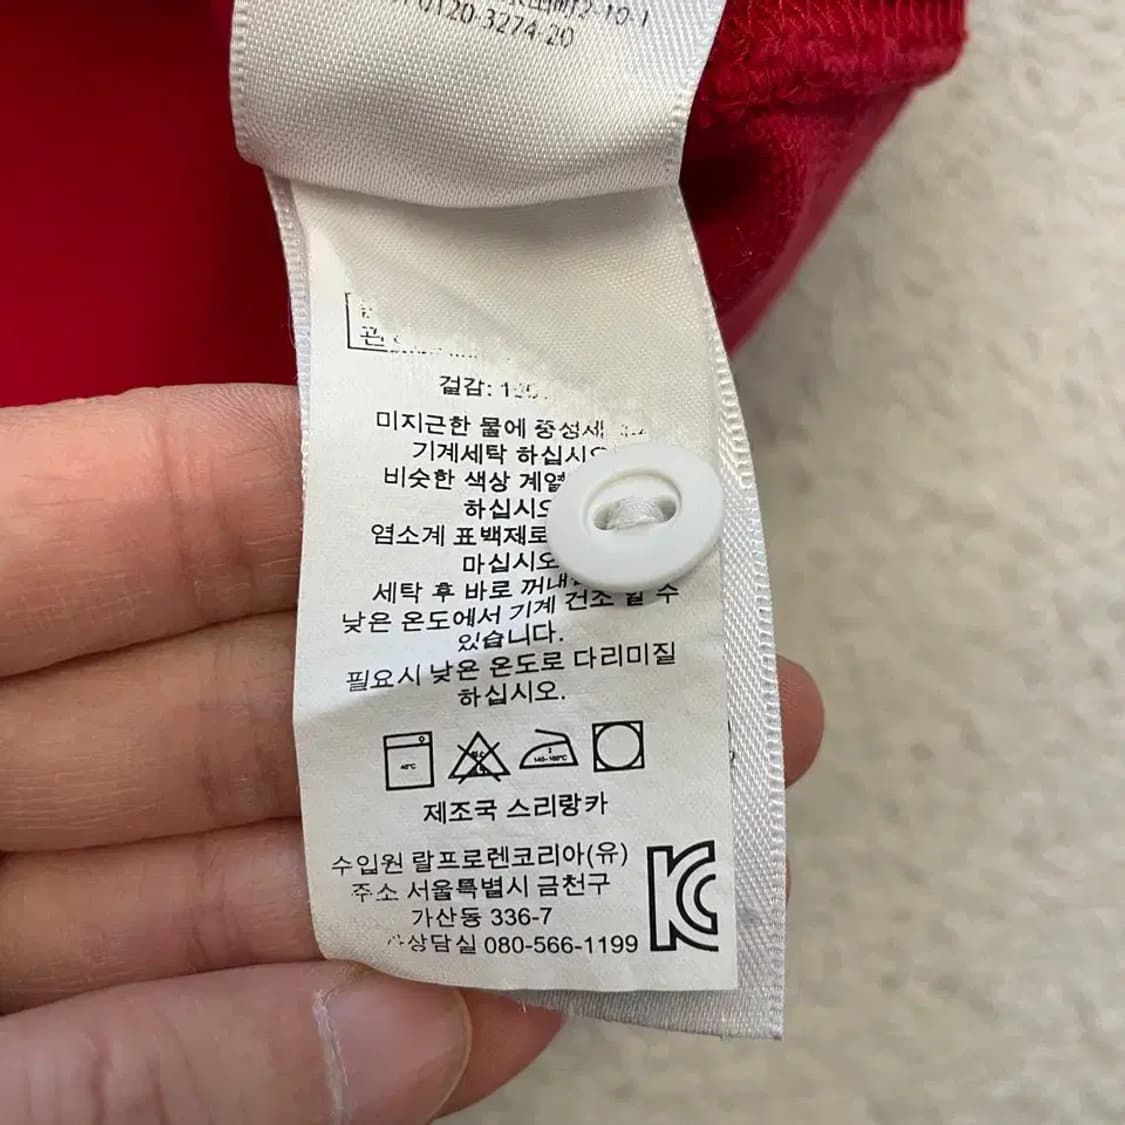 0120-3274-20
걸감:
미지근한 물에 중성세
기계세탁 하십시오
비슷한 색상 계열
하십시오
염소계 표백제로
마십시오
세탁 후 바로 꺼내
낮은 온도에서 기계 건조 할 수
있습니다.
필요시 낮은 온도로 다리미질
하십시오.
40℃
140-160℃
제조국 스리랑카
수입원 랄프로렌코리아(유)
주소 서울특별시 금천구
가산동 336-7
상담실 080-566-1199
KC